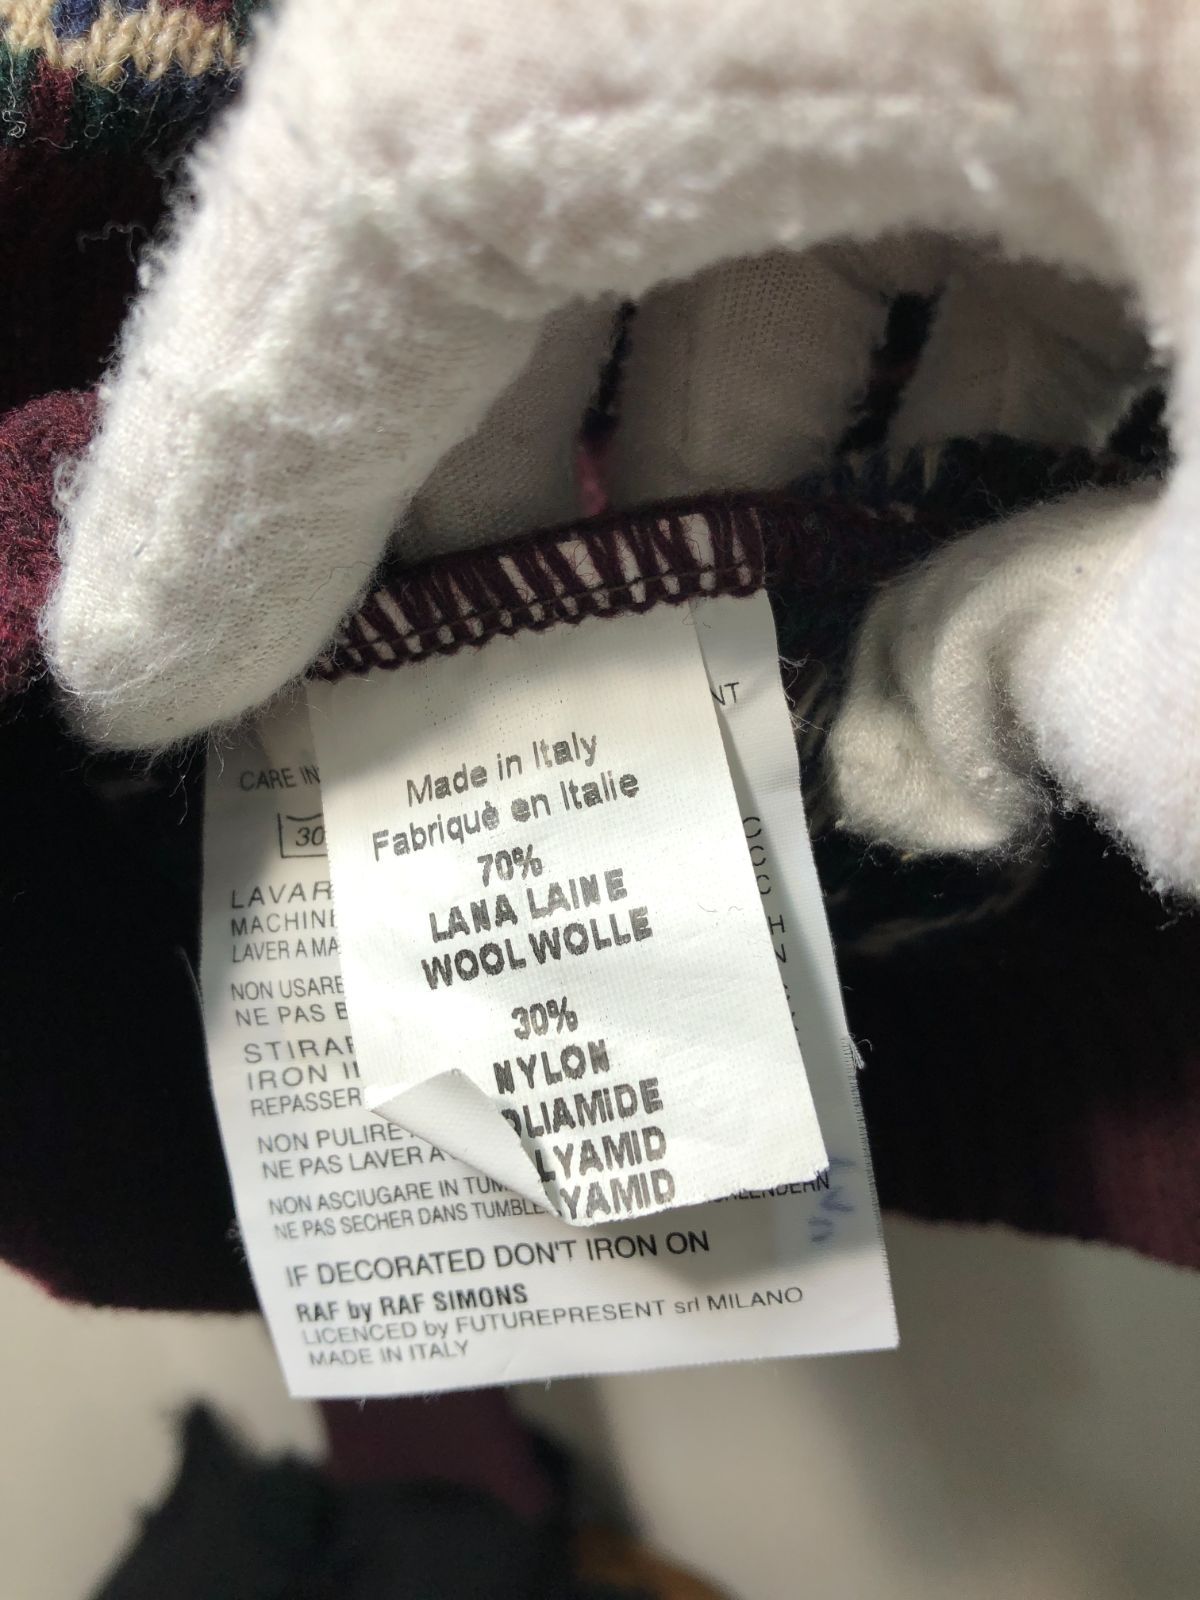 Made in Italy
Fabriquè en Italie
70%
LANA LAINE
WOOL WOLLE
30%
NYLON
OLIAMIDE
LYAMID
YAMID
NT
CARE IN
30
LAVAR
MACHINE
LAVER A MA
NON USARE
NE PAS
STIRAR
IRON
REPASSER
NON PULIRE
NE PAS LAVER A
NON ASCIUGARE IN TUM
NE PAS SECHER DANS TUMBLE
ALENDERN
IF DECORATED DON'T IRON ON
RAF by RAF SIMONS
LICENCED by FUTUREPRESENT srl MILANO
MADE IN ITALY
C
C
C
H
N